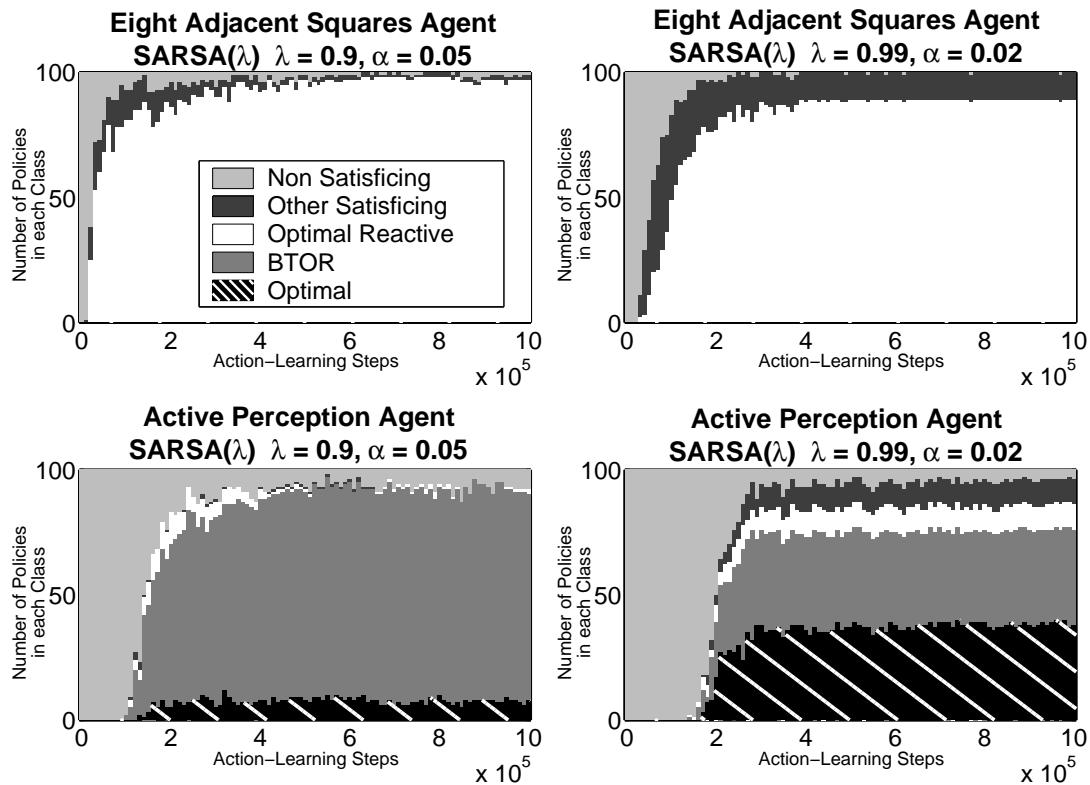 Eight Adjacent Squares Agent
SARSA(λ) λ = 0.9, α = 0.05
Number of Policies
in each Class
100
50
0
Non Satisficing
Other Satisficing
Optimal Reactive
BTOR
Optimal
0 2 4 6 8 10
Action−Learning Steps
x 10^5
Eight Adjacent Squares Agent
SARSA(λ) λ = 0.99, α = 0.02
Number of Policies
in each Class
100
50
0
0 2 4 6 8 10
Action−Learning Steps
x 10^5
Active Perception Agent
SARSA(λ) λ = 0.9, α = 0.05
Number of Policies
in each Class
100
50
0
0 2 4 6 8 10
Action−Learning Steps
x 10^5
Active Perception Agent
SARSA(λ) λ = 0.99, α = 0.02
Number of Policies
in each Class
100
50
0
0 2 4 6 8 10
Action−Learning Steps
x 10^5